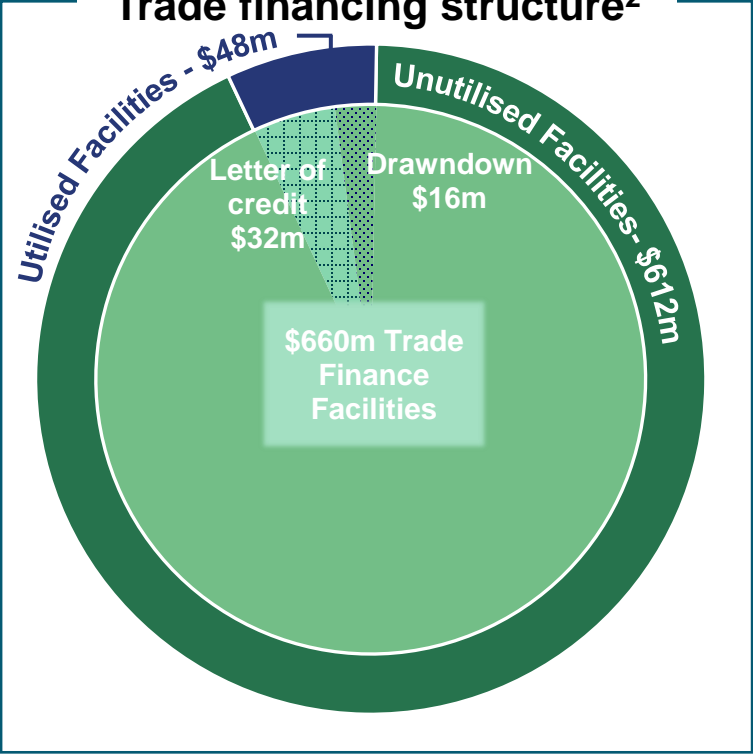 Trade financing structure²
Utilised Facilities - $48m
Unutilised Facilities- $612m
Letter of
credit
$32m
Drawndown
$16m
$660m Trade
Finance
Facilities